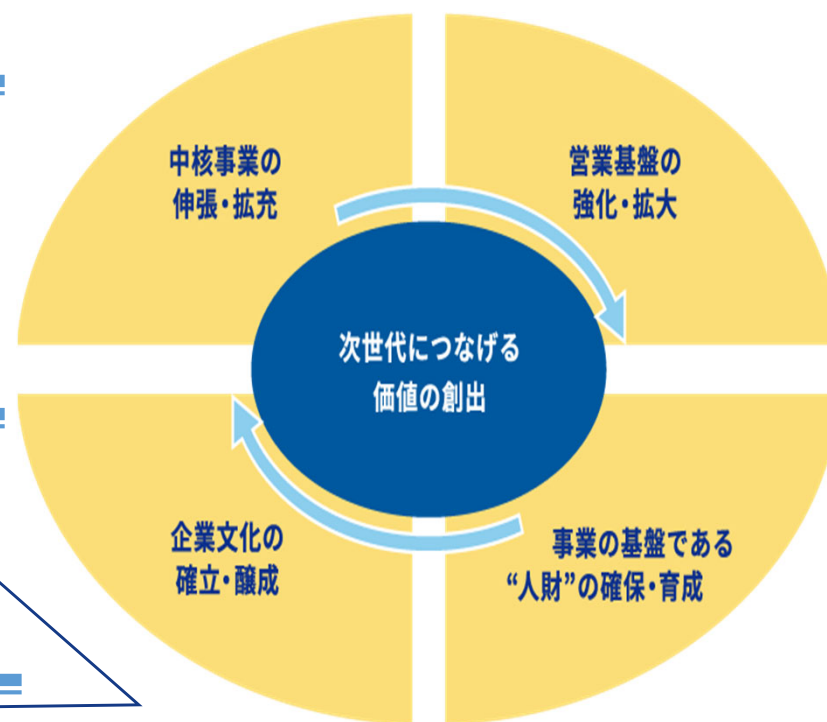 中核事業の
伸張・拡充
営業基盤の
強化・拡大
次世代につなげる
価値の創出
企業文化の
確立・醸成
事業の基盤である
“人財”の確保・育成